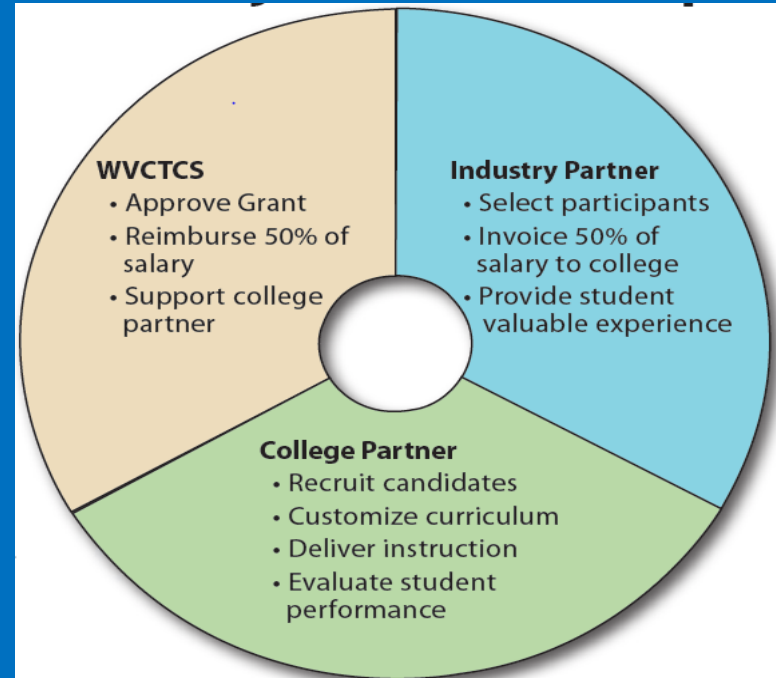 WVCTCS
• Approve Grant
• Reimburse 50% of
salary
• Support college
partner
Industry Partner
• Select participants
• Invoice 50% of
salary to college
• Provide student
valuable experience
College Partner
• Recruit candidates
• Customize curriculum
• Deliver instruction
• Evaluate student
performance